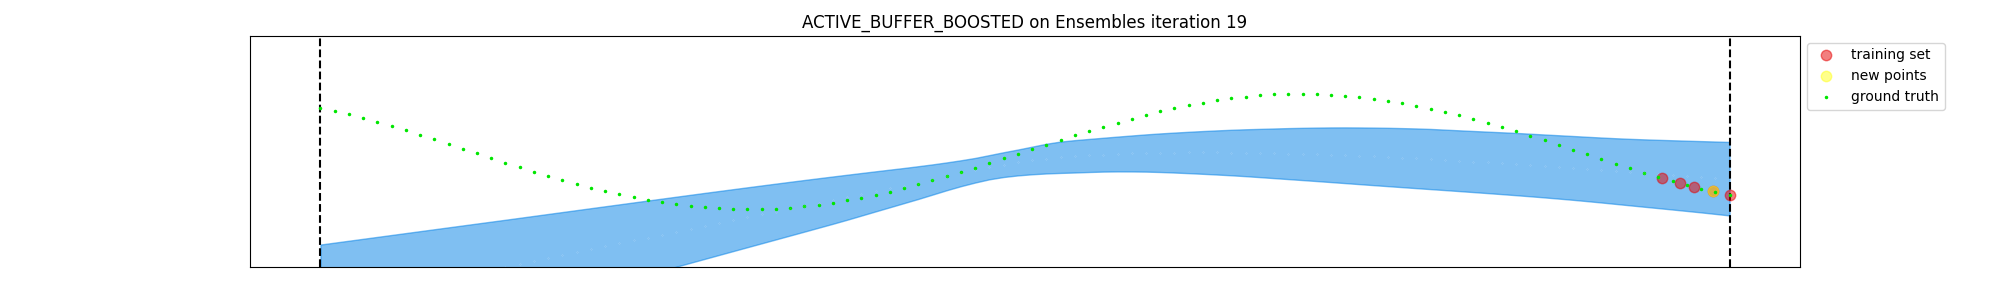 ACTIVE_BUFFER_BOOSTED on Ensembles iteration 19
training set
new points
ground truth